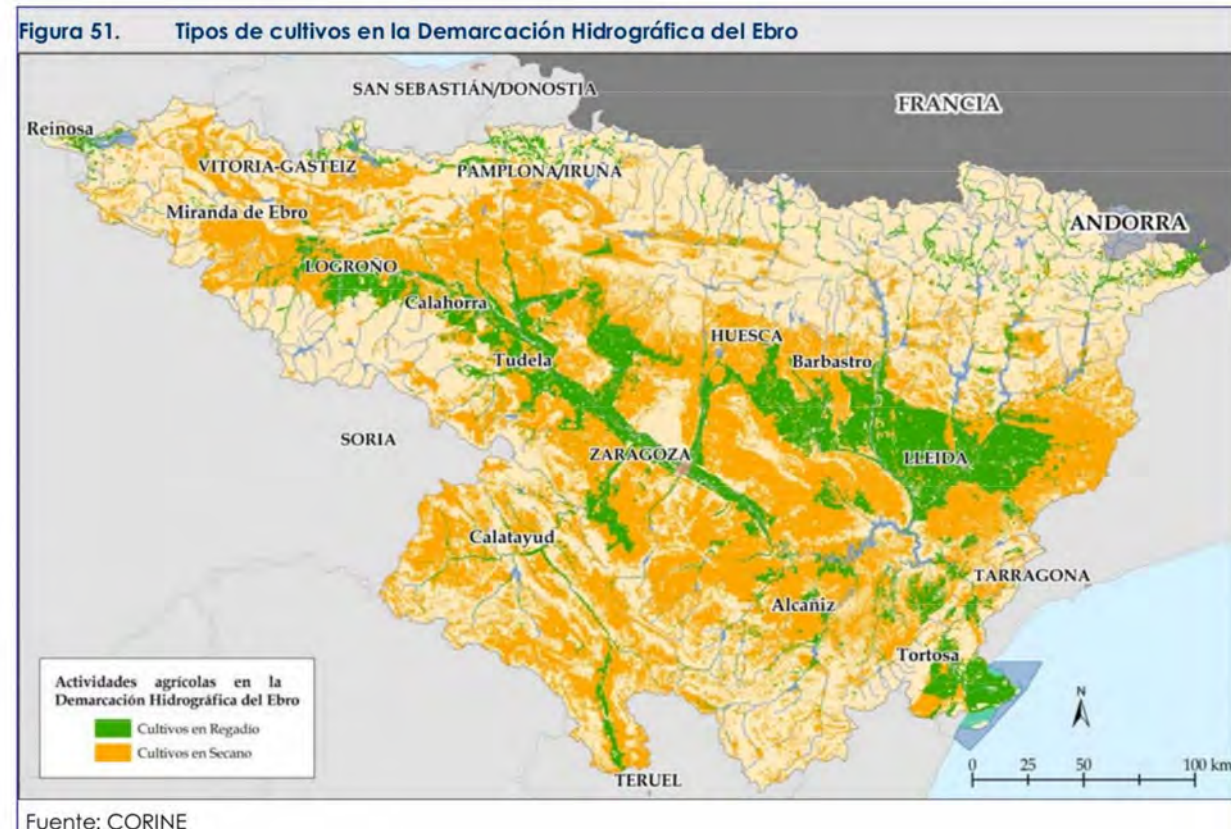 Figura 51. Tipos de cultivos en la Demarcación Hidrográfica del Ebro
SAN SEBASTIÁN/DONOSTIA
FRANCIA
Reinosa
VITORIA-GASTEIZ
PAMPLONA/IRUÑA
Miranda de Ebro
ANDORRA
LOGROÑO
Calahorra
HUESCA
Tudela
Barbastro
SORIA
ZARAGOZA
LLEIDA
Calatayud
TARRAGONA
Alcañiz
Tortosa
Actividades agrícolas en la
Demarcación Hidrográfica del Ebro
Cultivos en Regadío
Cultivos en Secano
N
0 25 50 100 km
TERUEL
Fuente: CORINE